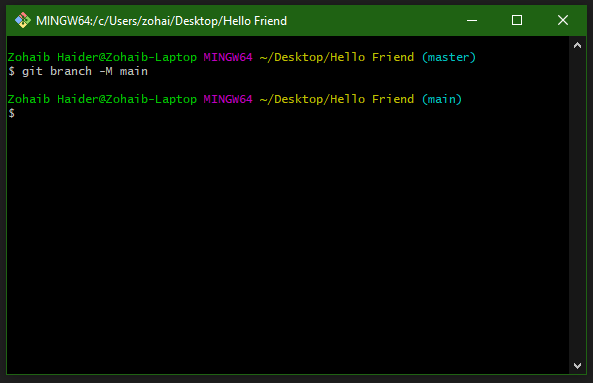 MINGW64:/c/Users/zohai/Desktop/Hello Friend
Zohaib Haider@Zohaib-Laptop MINGW64 ~/Desktop/Hello Friend (master)
$ git branch -M main
Zohaib Haider@Zohaib-Laptop MINGW64 ~/Desktop/Hello Friend (main)
$